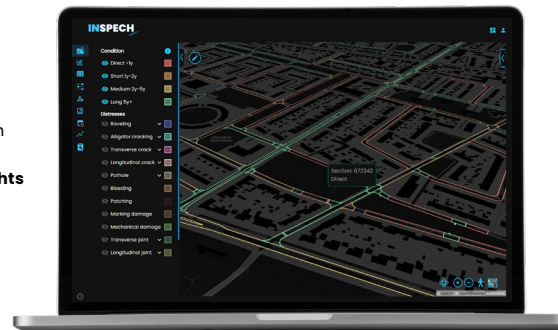 INSPECH
Condition
Direct <1y
Short 1y-2y
Medium 2y-5y
Long 5y+
Distresses
Raveling
Alligator cracking
Transverse crack
Longitudinal crack
Pothole
Bleeding
Patching
Marking damage
Mechanical damage
Transverse joint
Longitudinal joint
Section: 672342
Direct
n
hts